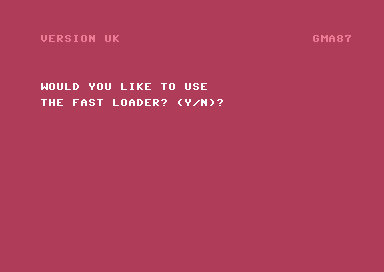 VERSION UK GMA87
WOULD YOU LIKE TO USE
THE FAST LOADER? (Y/N)?